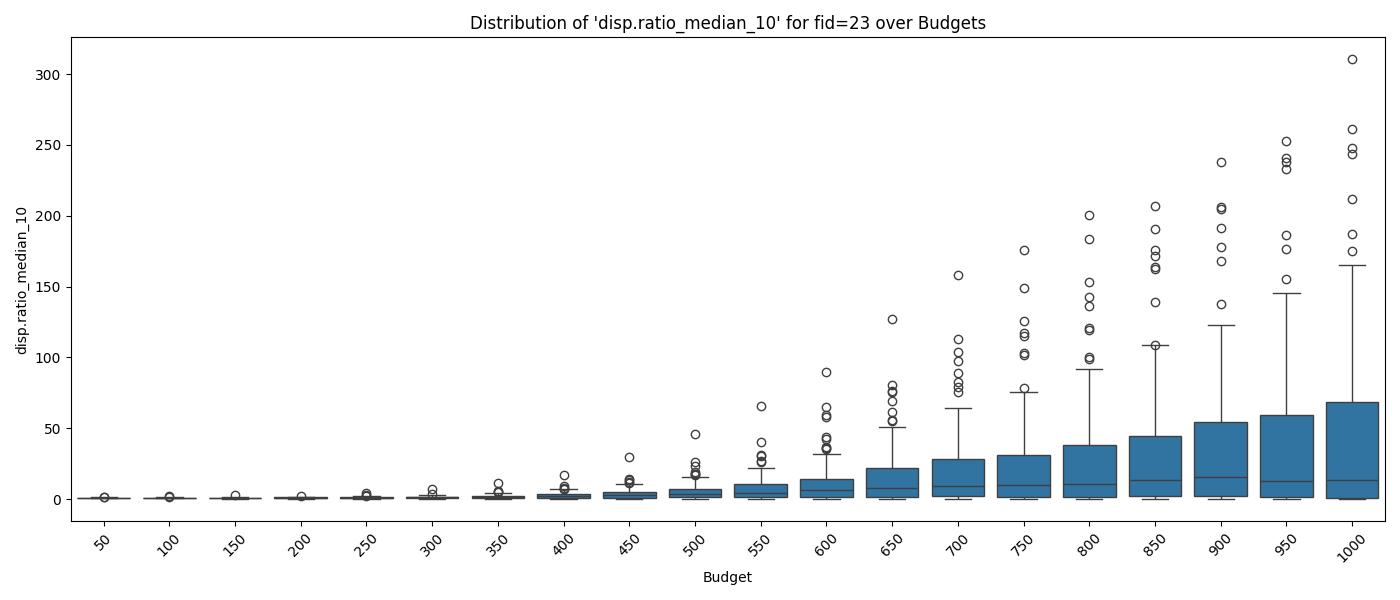 Distribution of 'disp.ratio_median_10' for fid=23 over Budgets
disp.ratio_median_10
300
250
200
150
100
50
0
50 100 150 200 250 300 350 400 450 500 550 600 650 700 750 800 850 900 950 1000
Budget